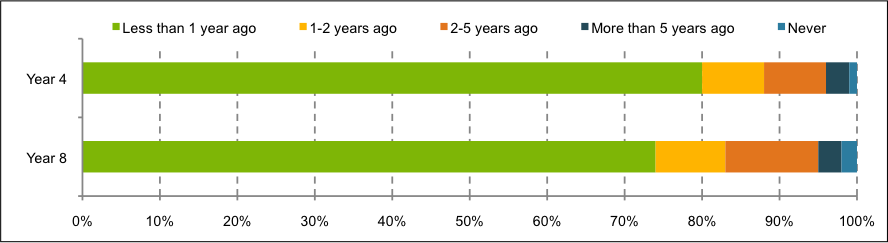 Less than 1 year ago 1-2 years ago 2-5 years ago More than 5 years ago Never
Year 4
Year 8
0% 10% 20% 30% 40% 50% 60% 70% 80% 90% 100%